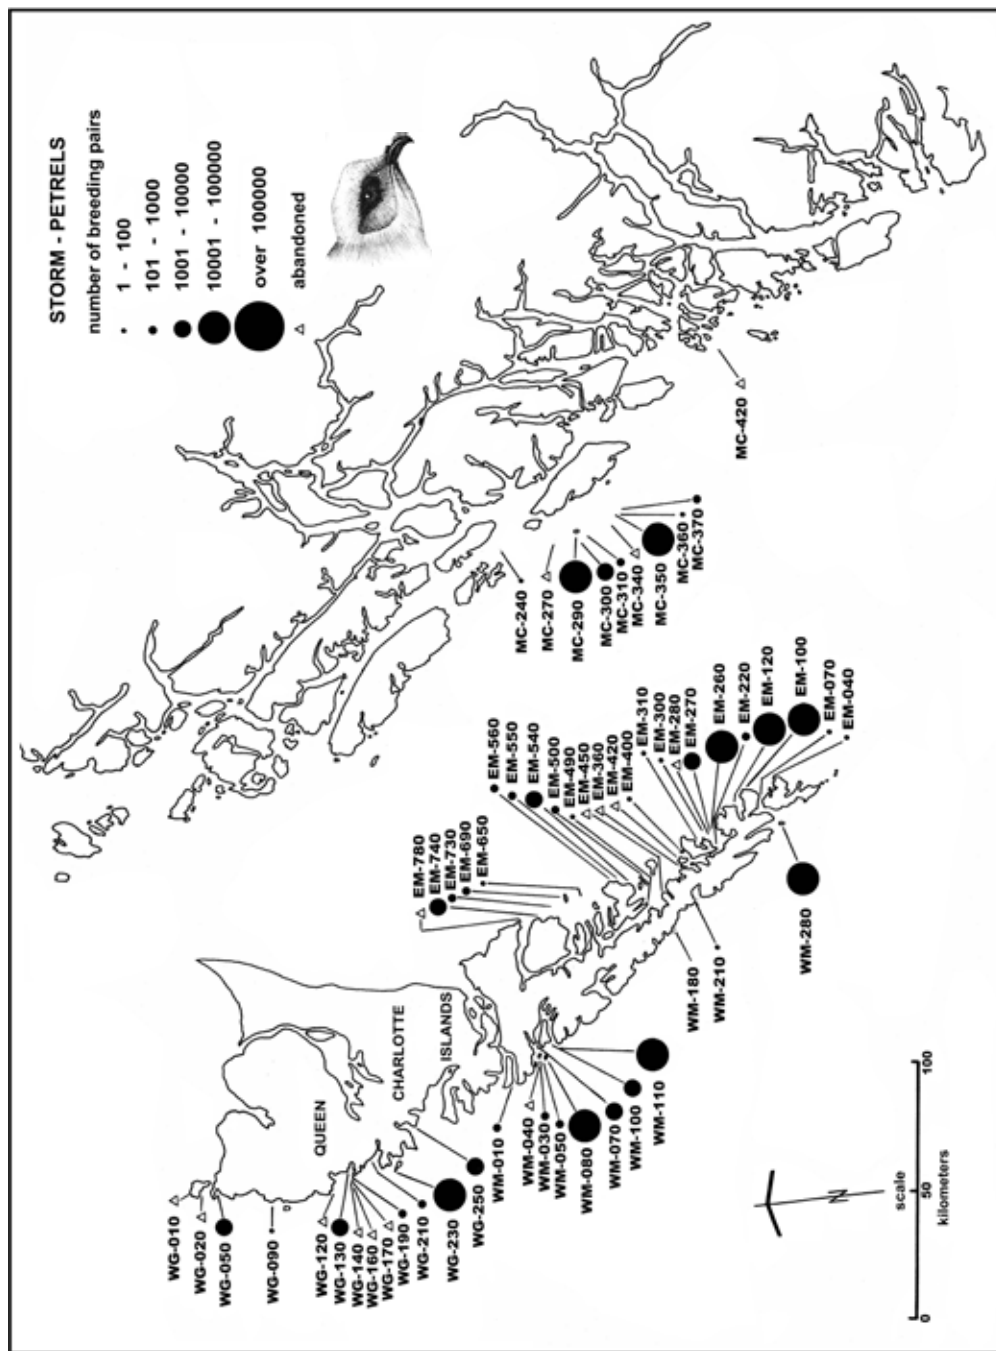 STORM - PETRELS
number of breeding pairs
1 - 100
101 - 1000
1001 - 10000
10001 - 100000
over 100000
abandoned
QUEEN
CHARLOTTE
ISLANDS
WG-010
WG-020
WG-050
WG-090
WG-120
WG-130
WG-140
WG-160
WG-170
WG-190
WG-210
WG-230
WG-250
WM-010
WM-040
WM-030
WM-050
WM-080
WM-070
WM-100
WM-110
WM-180
WM-210
WM-280
EM-780
EM-740
EM-730
EM-690
EM-650
EM-560
EM-550
EM-540
EM-500
EM-490
EM-450
EM-360
EM-420
EM-400
EM-310
EM-300
EM-280
EM-270
EM-260
EM-220
EM-120
EM-100
EM-070
EM-040
MC-240
MC-270
MC-290
MC-300
MC-310
MC-340
MC-350
MC-360
MC-370
MC-420
N
scale
0 50 100
kilometers